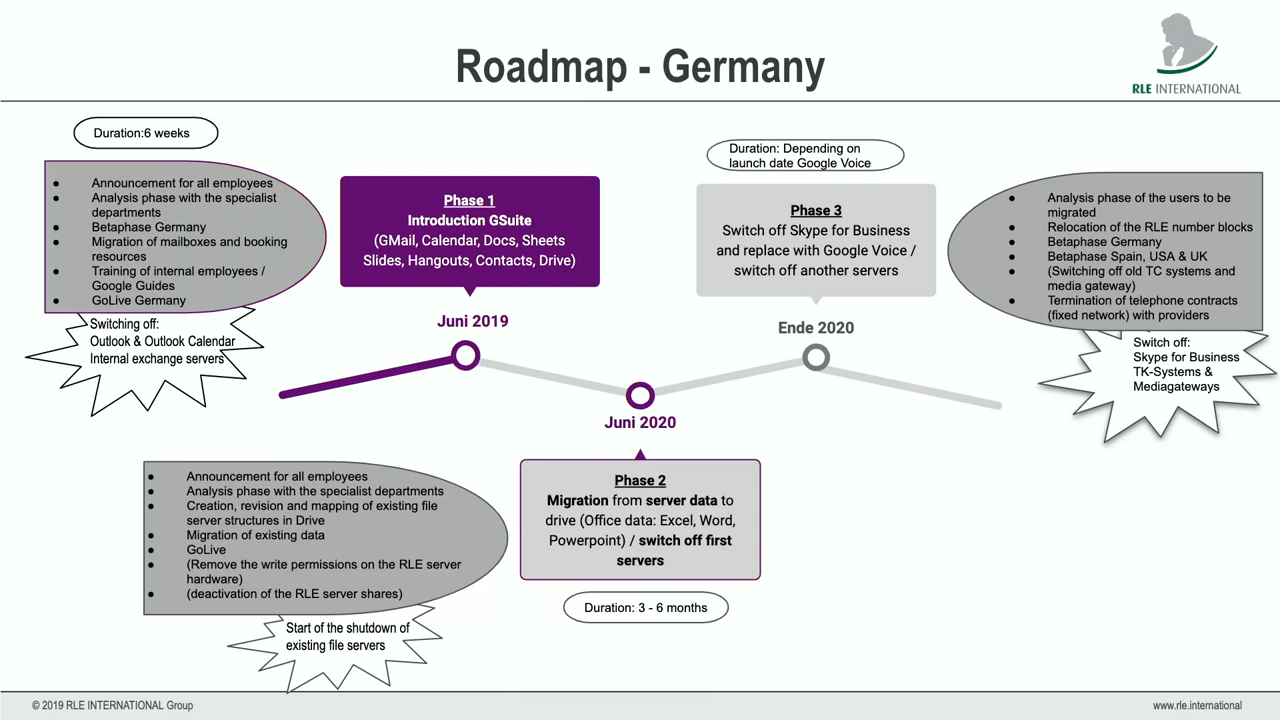 Roadmap - Germany
RLE INTERNATIONAL
Duration:6 weeks
● Announcement for all employees
● Analysis phase with the specialist
departments
● Betaphase Germany
● Migration of mailboxes and booking
resources
● Training of internal employees /
Google Guides
● GoLive Germany
Switching off:
Outlook & Outlook Calendar
Internal exchange servers
Phase 1
Introduction GSuite
(GMail, Calendar, Docs, Sheets
Slides, Hangouts, Contacts, Drive)
Juni 2019
Duration: Depending on
launch date Google Voice
Phase 3
Switch off Skype for Business
and replace with Google Voice /
switch off another servers
Ende 2020
● Analysis phase of the users to be
migrated
● Relocation of the RLE number blocks
● Betaphase Germany
● Betaphase Spain, USA & UK
● (Switching off old TC systems and
media gateway)
● Termination of telephone contracts
(fixed network) with providers
Switch off:
Skype for Business
TK-Systems &
Mediagateways
Juni 2020
● Announcement for all employees
● Analysis phase with the specialist departments
● Creation, revision and mapping of existing file
server structures in Drive
● Migration of existing data
● GoLive
● (Remove the write permissions on the RLE server
hardware)
● (deactivation of the RLE server shares)
Start of the shutdown of
existing file servers
Phase 2
Migration from server data to
drive (Office data: Excel, Word,
Powerpoint) / switch off first
servers
Duration: 3 - 6 months
© 2019 RLE INTERNATIONAL Group
www.rle.international